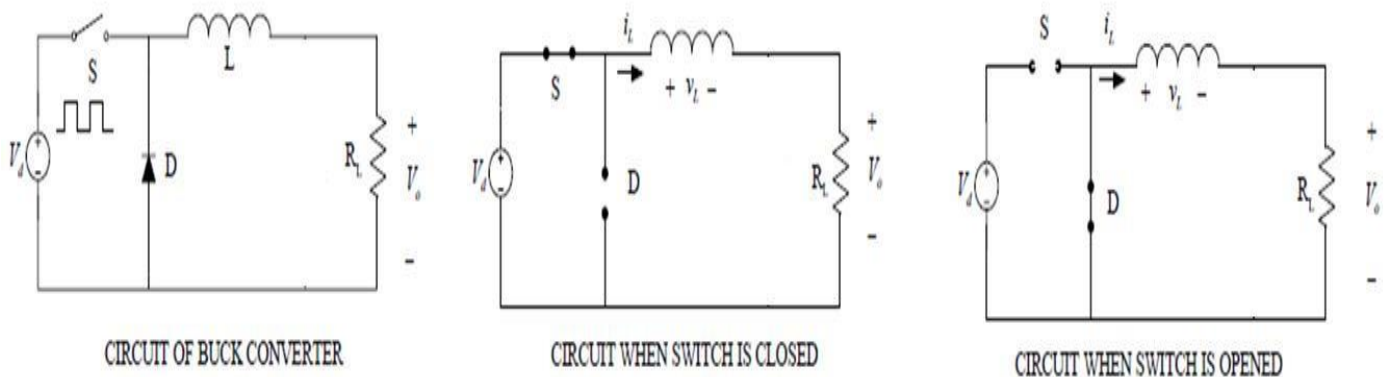 S
L
V_d
D
R_L
+
V_o
−
CIRCUIT OF BUCK CONVERTER
i_L
S
+ v_L −
V_d
D
R_L
+
V_o
−
CIRCUIT WHEN SWITCH IS CLOSED
S
i_L
+ v_L −
V_d
D
R_L
+
V_o
−
CIRCUIT WHEN SWITCH IS OPENED